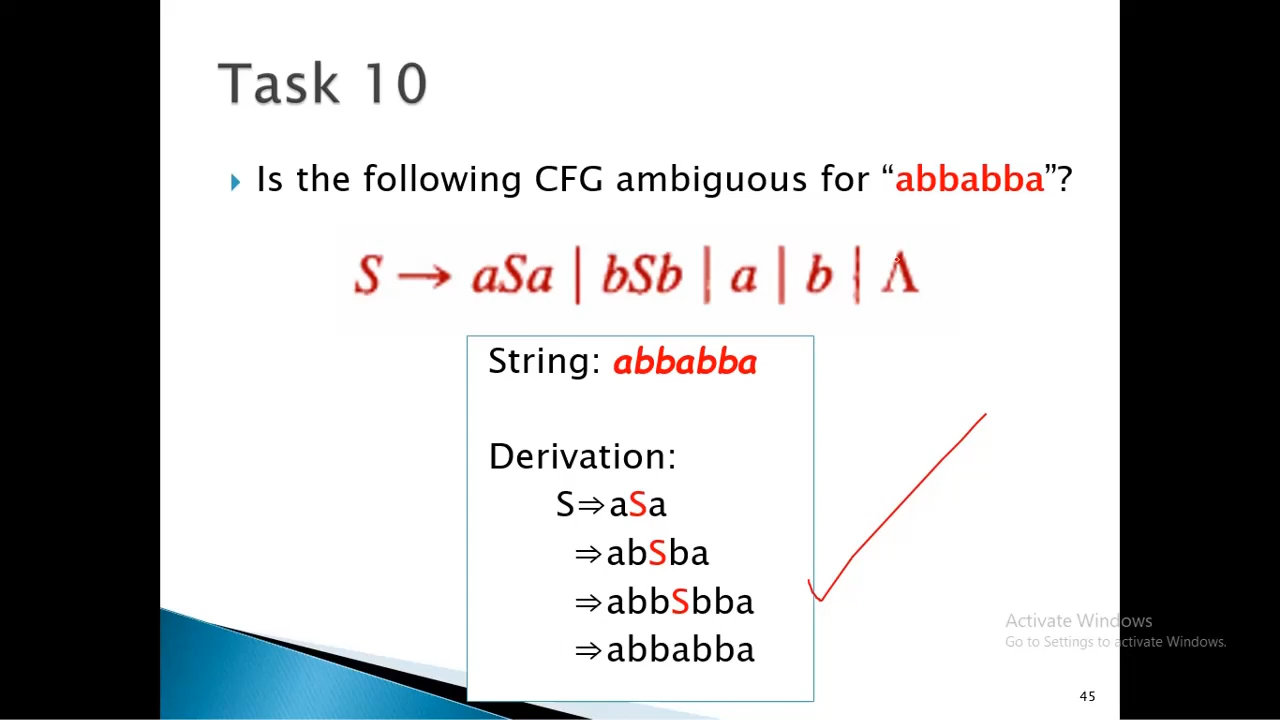 Task 10
Is the following CFG ambiguous for “abbabba”?
S → aSa | bSb | a | b | Λ
String: abbabba
Derivation:
S⇒aSa
⇒abSba
⇒abbSbba
⇒abbabba
Activate Windows
Go to Settings to activate Windows.
45